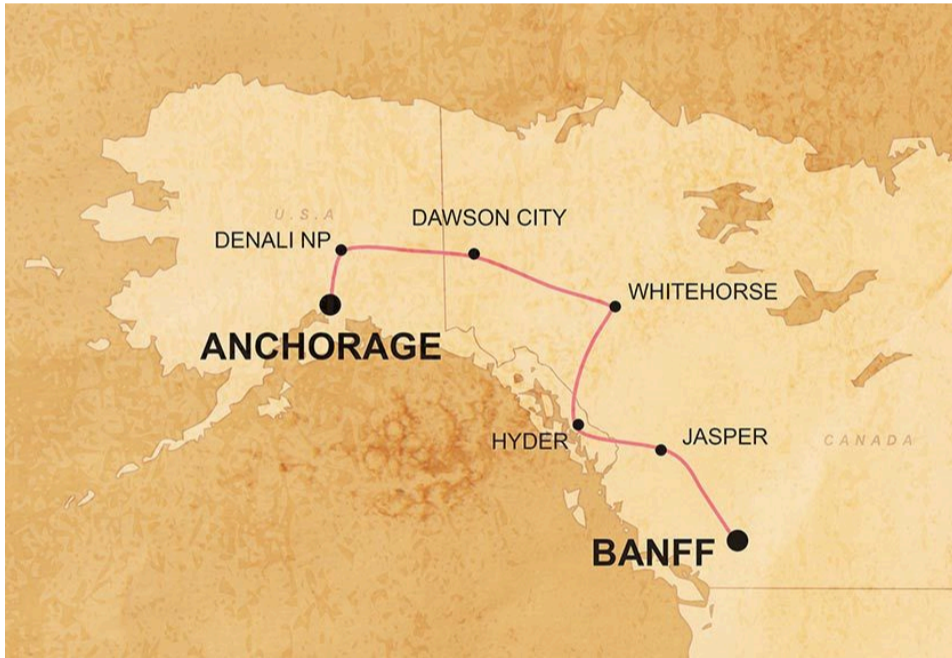 U.S.A
DAWSON CITY
DENALI NP
WHITEHORSE
ANCHORAGE
HYDER
JASPER
CANADA
BANFF